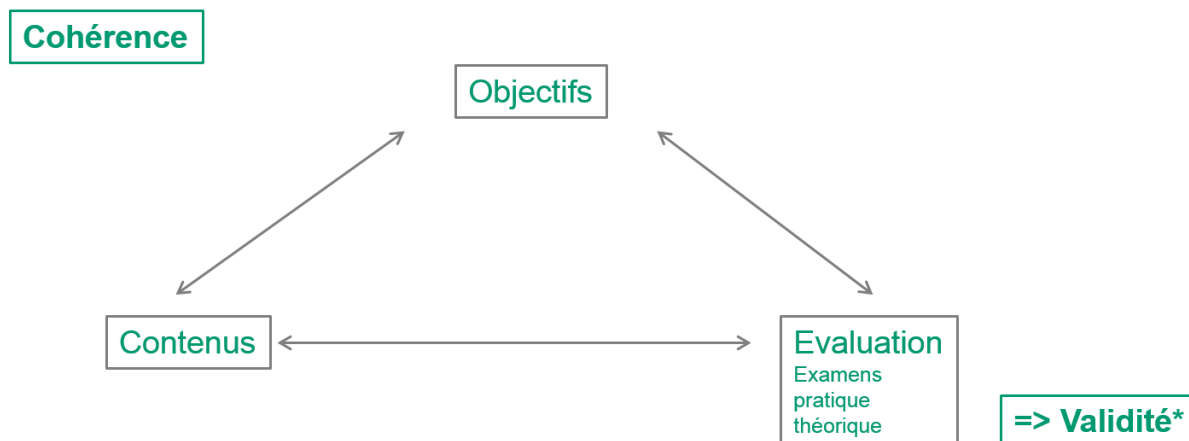 Cohérence
Objectifs
Contenus
Evaluation
Examens
pratique
théorique
=> Validité*